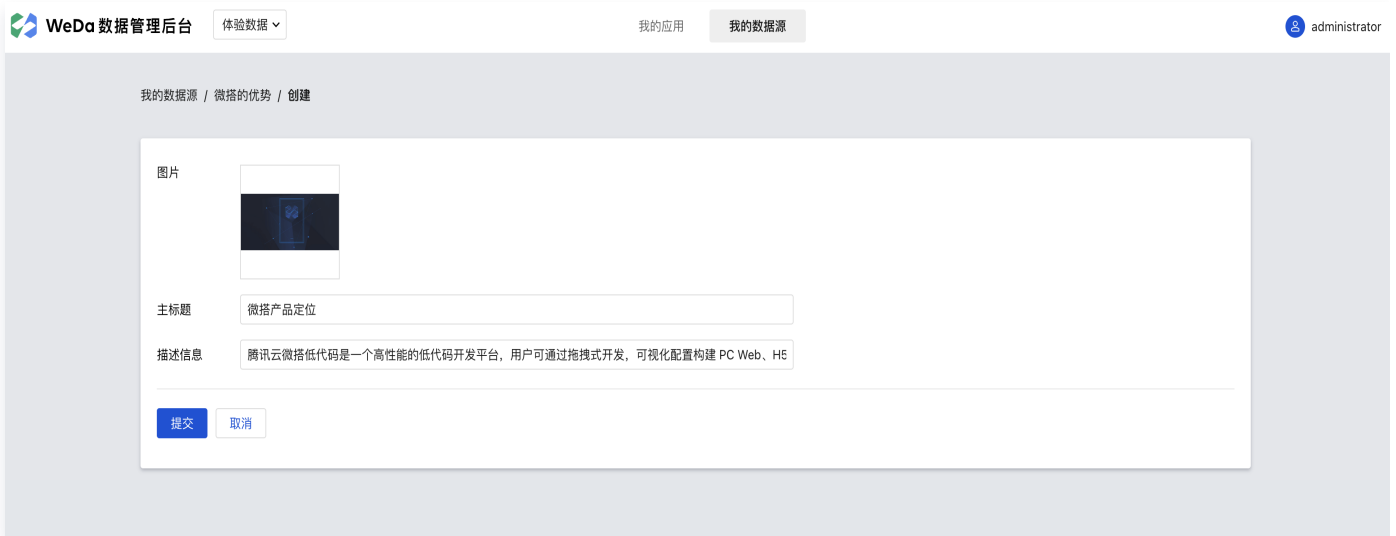 WeDa 数据管理后台 体验数据 我的应用 我的数据源 administrator
我的数据源 / 微搭的优势 / 创建
图片
主标题 微搭产品定位
描述信息 腾讯云微搭低代码是一个高性能的低代码开发平台，用户可通过拖拽式开发，可视化配置构建 PC Web、H5
提交 取消